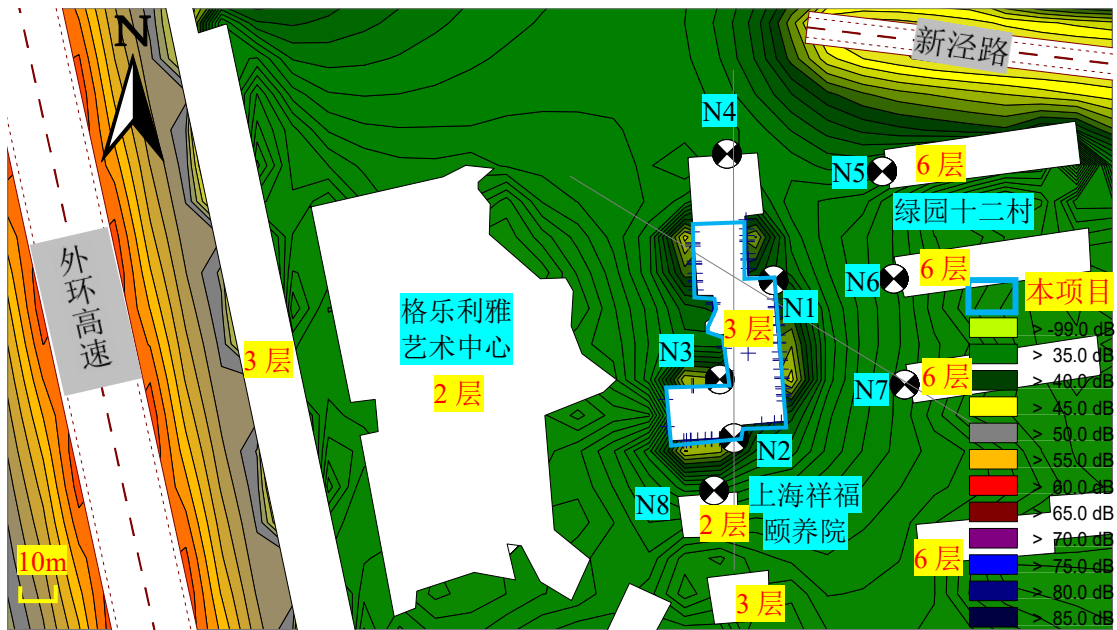 N
新泾路
N4
N5
6 层
绿园十二村
外环高速
N6
6 层
本项目
格乐利雅
艺术中心
2 层
3 层
N1
3 层
N3
N7
6 层
N2
N8
2 层
上海祥福
颐养院
3 层
6 层
10m
> -99.0 dB
> 35.0 dB
> 40.0 dB
> 45.0 dB
> 50.0 dB
> 55.0 dB
> 60.0 dB
> 65.0 dB
> 70.0 dB
> 75.0 dB
> 80.0 dB
> 85.0 dB